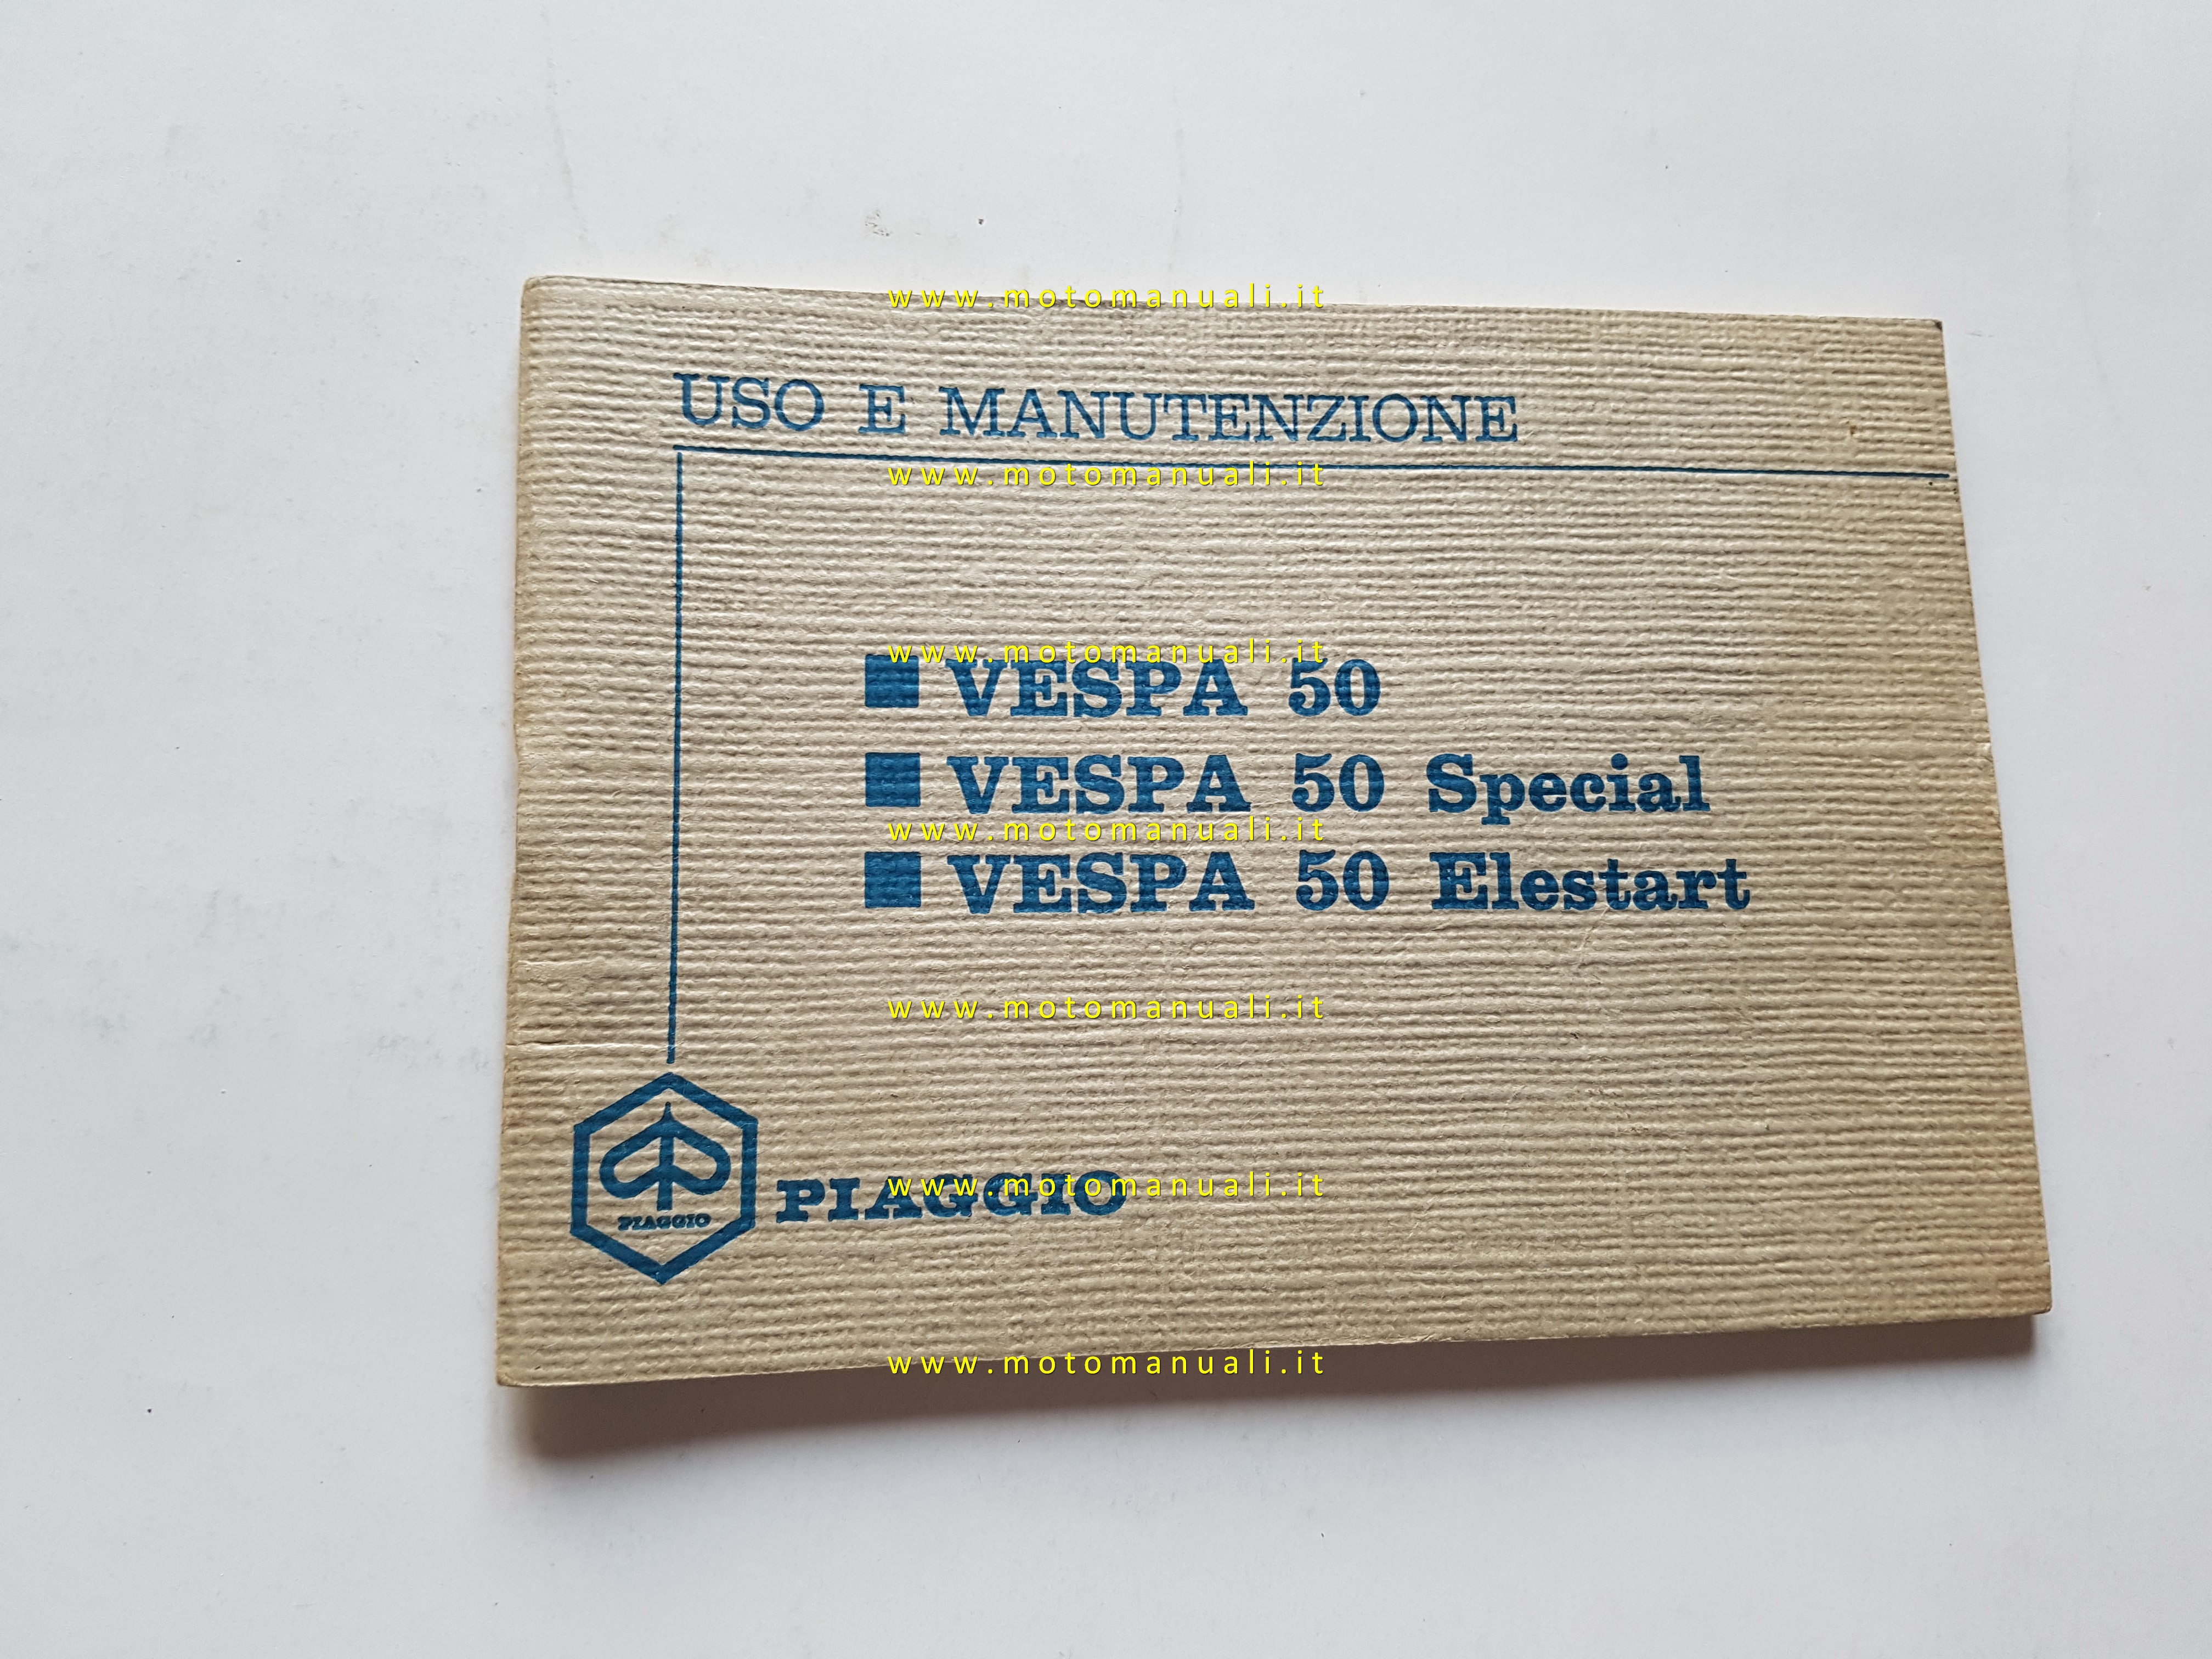 www.motomanuali.it
USO E MANUTENZIONE
www.motomanuali.it
www.motomanuali.it
VESPA 50
VESPA 50 Special
www.motomanuali.it
VESPA 50 Elestart
www.motomanuali.it
PIAGGIO
www.motomanuali.it
PIAGGIO
www.motomanuali.it